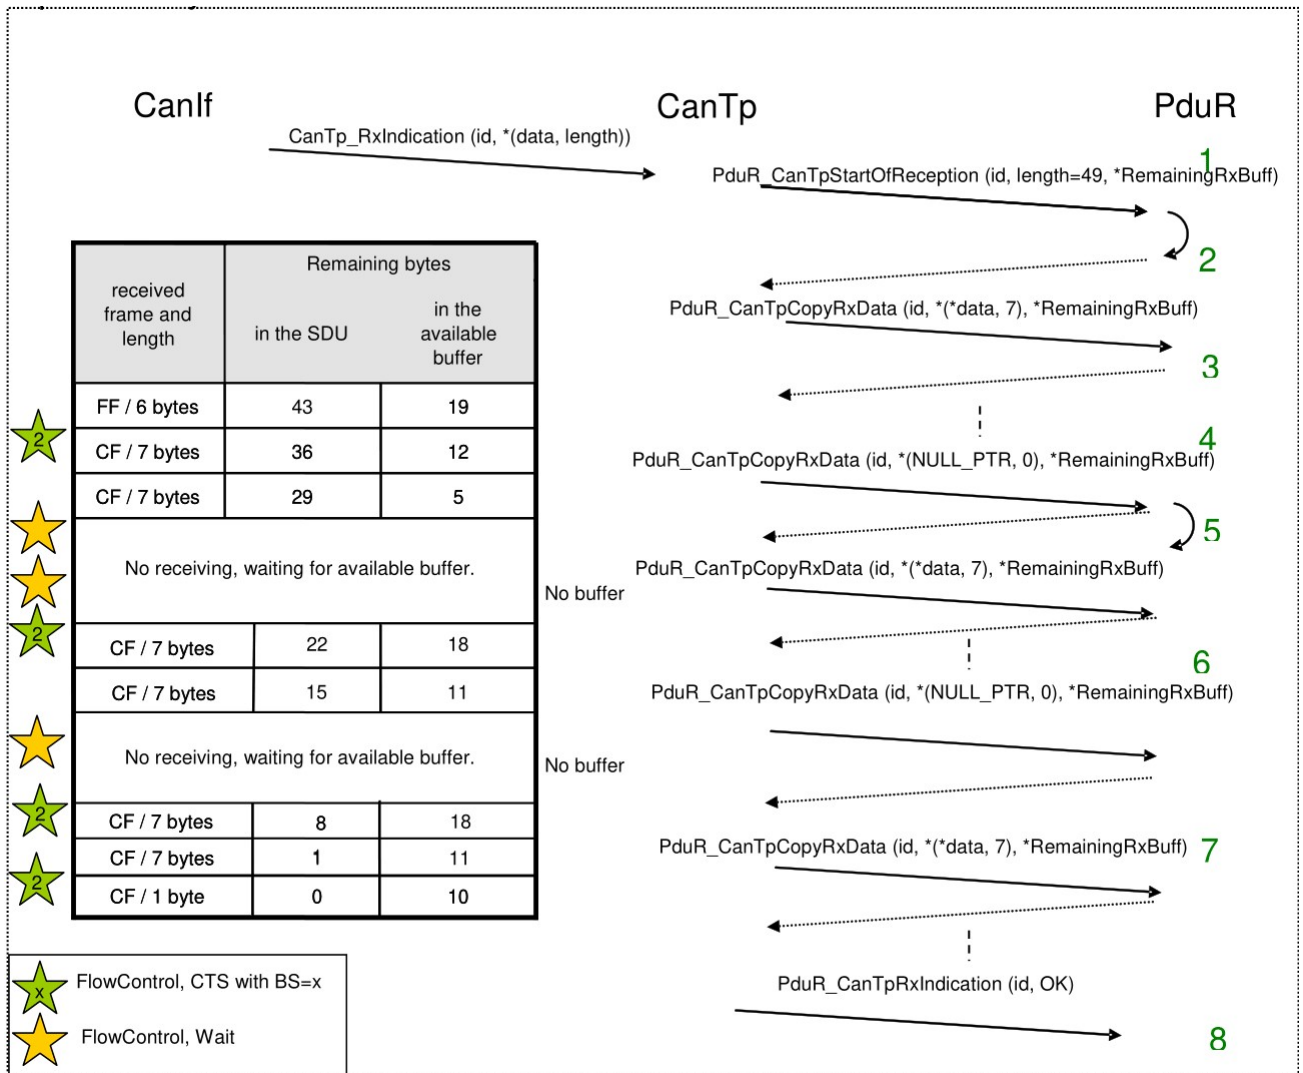 CanIf
CanTp
PduR
CanTp_RxIndication (id, *(data, length))
1
PduR_CanTpStartOfReception (id, length=49, *RemainingRxBuff)
2
PduR_CanTpCopyRxData (id, *(*data, 7), *RemainingRxBuff)
3
4
PduR_CanTpCopyRxData (id, *(NULL_PTR, 0), *RemainingRxBuff)
5
PduR_CanTpCopyRxData (id, *(*data, 7), *RemainingRxBuff)
6
PduR_CanTpCopyRxData (id, *(NULL_PTR, 0), *RemainingRxBuff)
PduR_CanTpCopyRxData (id, *(*data, 7), *RemainingRxBuff)
7
PduR_CanTpRxIndication (id, OK)
8
received
frame and
length
Remaining bytes
in the SDU
in the
available
buffer
FF / 6 bytes 43 19
2
CF / 7 bytes 36 12
CF / 7 bytes 29 5
No receiving, waiting for available buffer.
No buffer
2
CF / 7 bytes 22 18
CF / 7 bytes 15 11
No receiving, waiting for available buffer.
No buffer
2
CF / 7 bytes 8 18
CF / 7 bytes 1 11
2
CF / 1 byte 0 10
x
FlowControl, CTS with BS=x
FlowControl, Wait